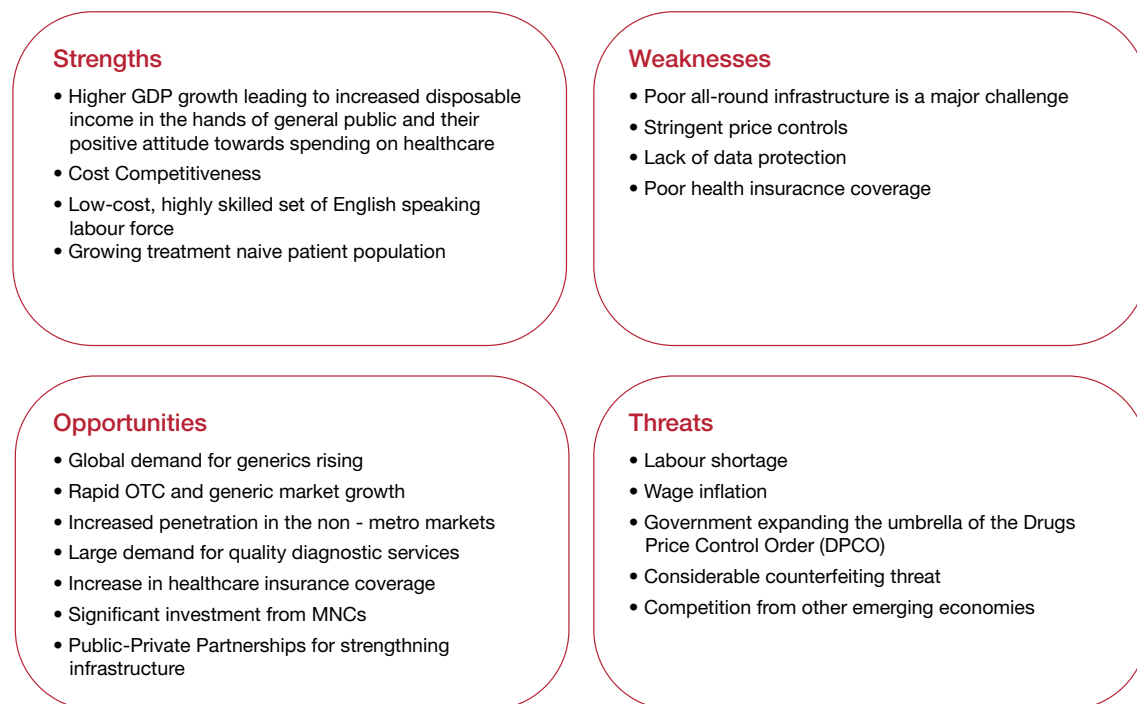 Strengths
• Higher GDP growth leading to increased disposable
income in the hands of general public and their
positive attitude towards spending on healthcare
• Cost Competitiveness
• Low-cost, highly skilled set of English speaking
labour force
• Growing treatment naive patient population
Weaknesses
• Poor all-round infrastructure is a major challenge
• Stringent price controls
• Lack of data protection
• Poor health insuracnce coverage
Opportunities
• Global demand for generics rising
• Rapid OTC and generic market growth
• Increased penetration in the non - metro markets
• Large demand for quality diagnostic services
• Increase in healthcare insurance coverage
• Significant investment from MNCs
• Public-Private Partnerships for strengthning
infrastructure
Threats
• Labour shortage
• Wage inflation
• Government expanding the umbrella of the Drugs
Price Control Order (DPCO)
• Considerable counterfeiting threat
• Competition from other emerging economies